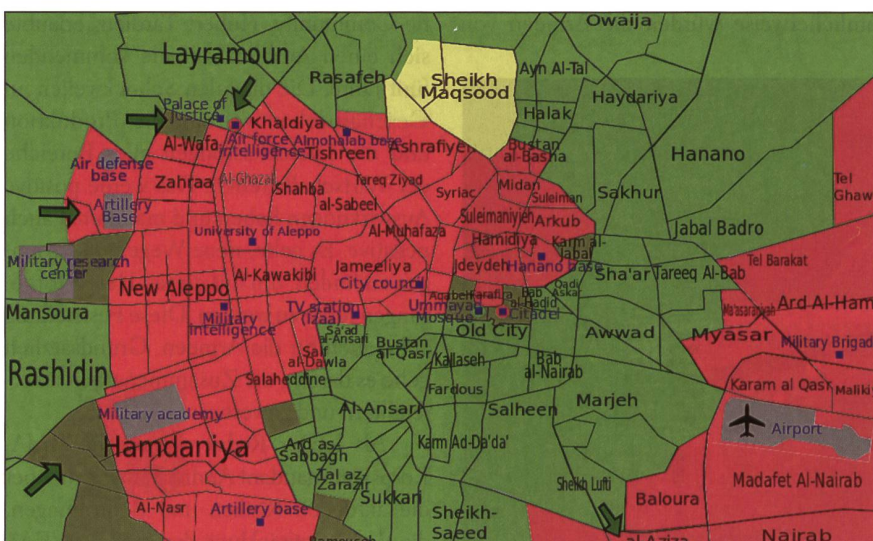 Owaija
Layramoun
Rasafeh
Sheikh
Maqsood
Ayn Al-Tal
Haydariya
Halak
Palace of
Justice
Khaldiya
Air force
intelligence
Almohalab base
Tishreen
Ashrafiyeh
Bustan
al-Basha
Hanano
Al-Wafa
Air defense
base
Zahraa
Al-Ghazali
Shahba
Tareq Ziyad
Syriac
Midan
Suleiman
Sakhur
Tel
Ghaw
Artillery
Base
al-Sabeel
Suleimaniyjeh
Arkub
University of Aleppo
Al-Muhafaza
Hamidiya
Karm al-
Jabal
Jabal Badro
Military research
center
Al-Kawakibi
Jameeliya
Jdeydeh
Hanano base
Sha'ar
Tareeq Al-Bab
Tel Barakat
New Aleppo
City council
Qadi
Askar
Mansoura
Military
intelligence
TV station
(Izaa)
Aqabeh
Farafira
Bab
al-Hadid
Ummayad
Mosque
Citadel
Ma'asaraniyah
Ard Al-Ham
Sa'ad
al-Ansari
Old City
Awwad
Myasar
Military Brigad
Saif
al-Dawla
Bustan
al-Qasr
Kallaseh
Bab
al-Nairab
Rashidin
Salaheddine
Fardous
Karam al Qasr
Maliki
Military academy
Al-Ansari
Salheen
Marjeh
Airport
Hamdaniya
Ard as-
Sabbagh
Karm Ad-Da'da'
Tal az-
Zarazir
Sheikh Lufti
Madafet Al-Nairab
Al-Nasr
Artillery base
Sukkari
Sheikh-
Saeed
Baloura
al-Aziza
Nairab